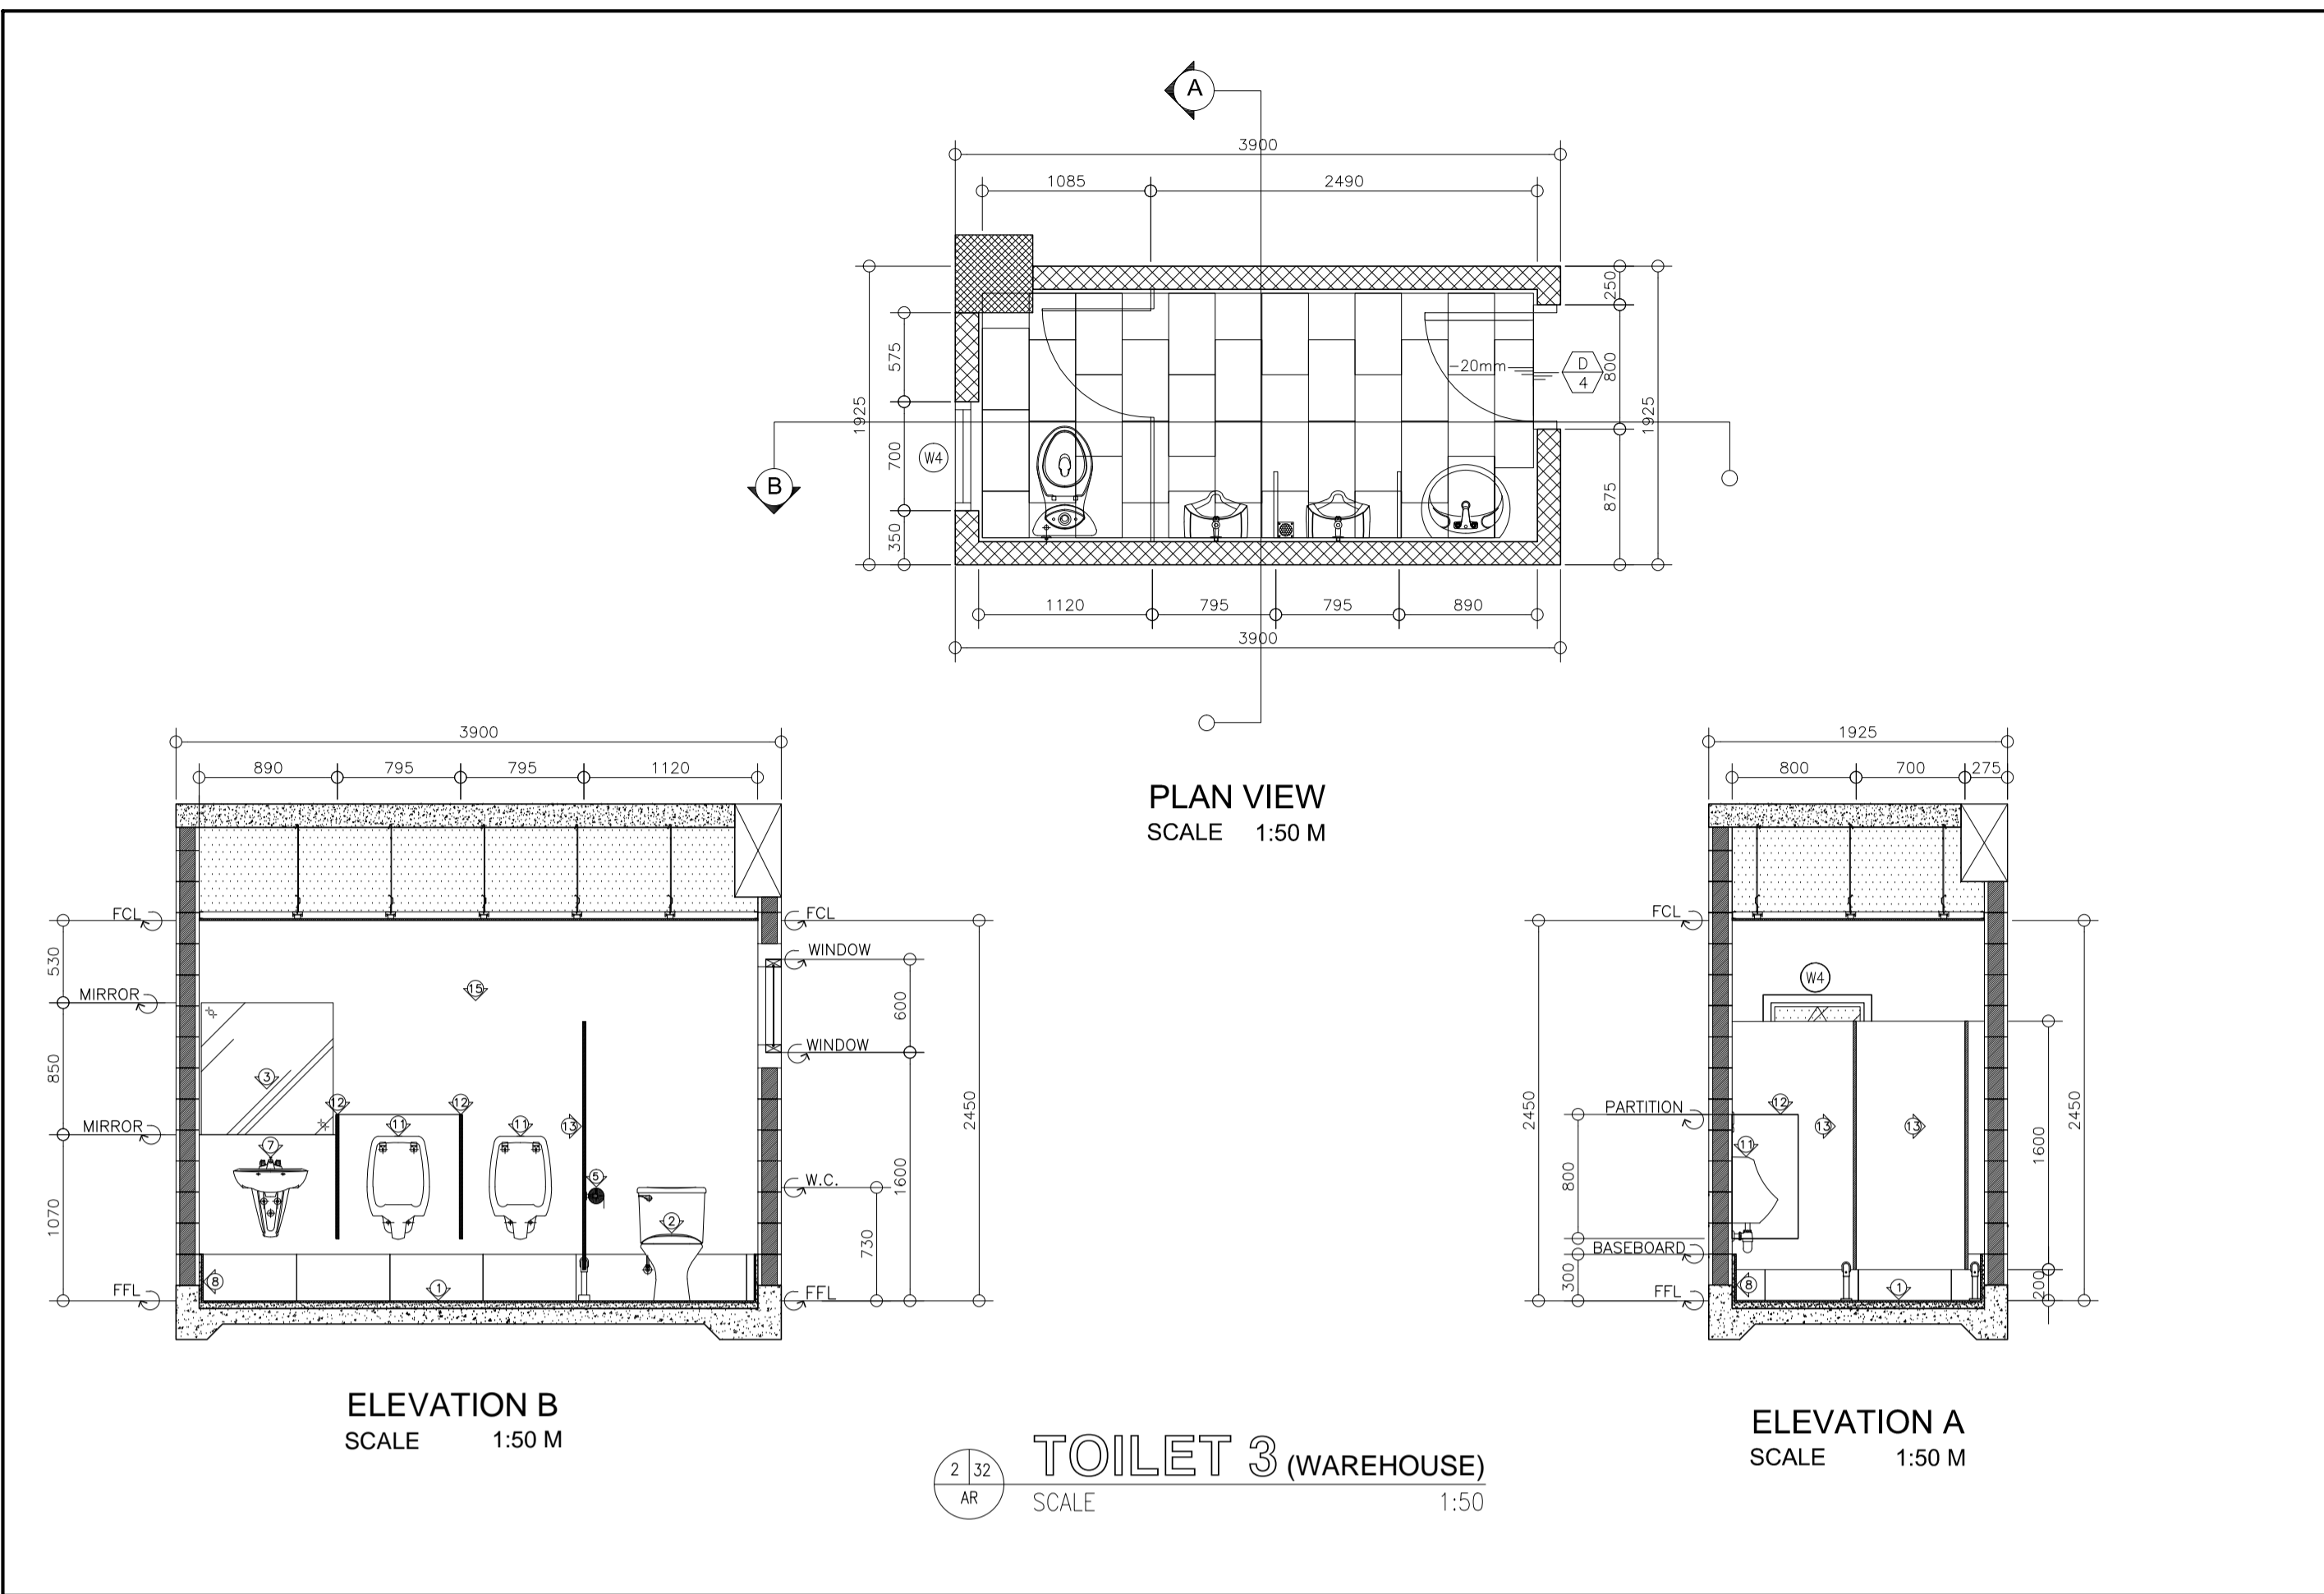 A
3900
1085
2490
250
575
1925
-20mm
D
4
800
1925
W4
700
B
875
350
1120
795
795
890
3900
PLAN VIEW
SCALE 1:50 M
3900
890
795
795
1120
FCL
FCL
WINDOW
530
MIRROR
15
600
WINDOW
850
3
12
12
11
11
13
2450
MIRROR
7
5
W.C.
1600
1070
2
730
8
1
FFL
FFL
ELEVATION B
SCALE 1:50 M
1925
800
700
275
FCL
W4
2450
PARTITION
12
13
13
2450
11
1600
800
BASEBOARD
300
8
1
200
FFL
ELEVATION A
SCALE 1:50 M
2
32
AR
TOILET 3 (WAREHOUSE)
SCALE 1:50